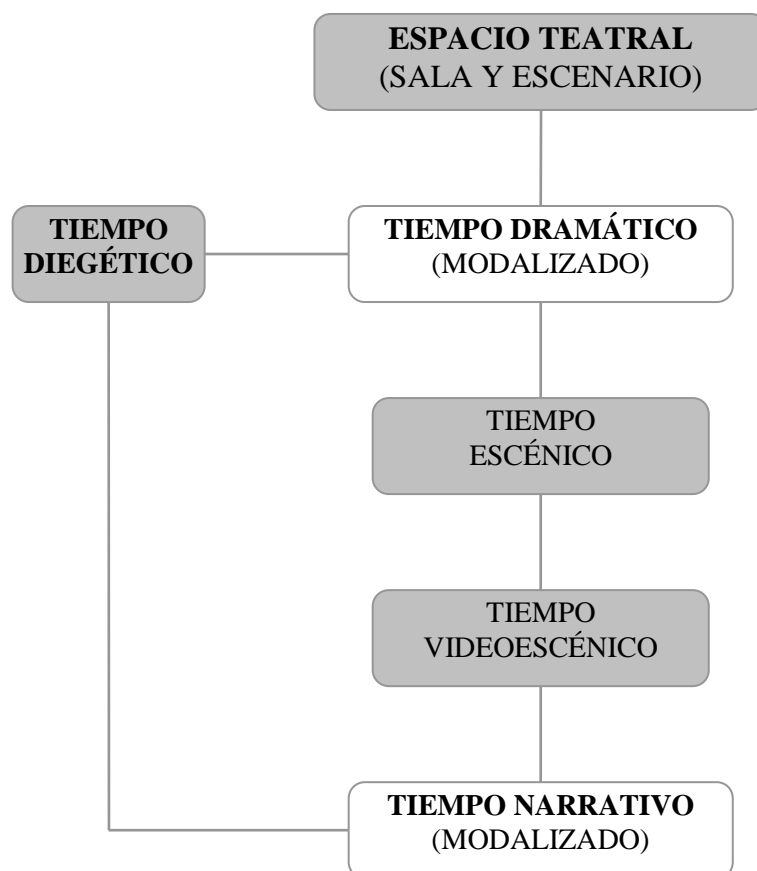 ESPACIO TEATRAL
(SALA Y ESCENARIO)
TIEMPO
DIEGÉTICO
TIEMPO DRAMÁTICO
(MODALIZADO)
TIEMPO
ESCÉNICO
TIEMPO
VIDEOESCÉNICO
TIEMPO NARRATIVO
(MODALIZADO)